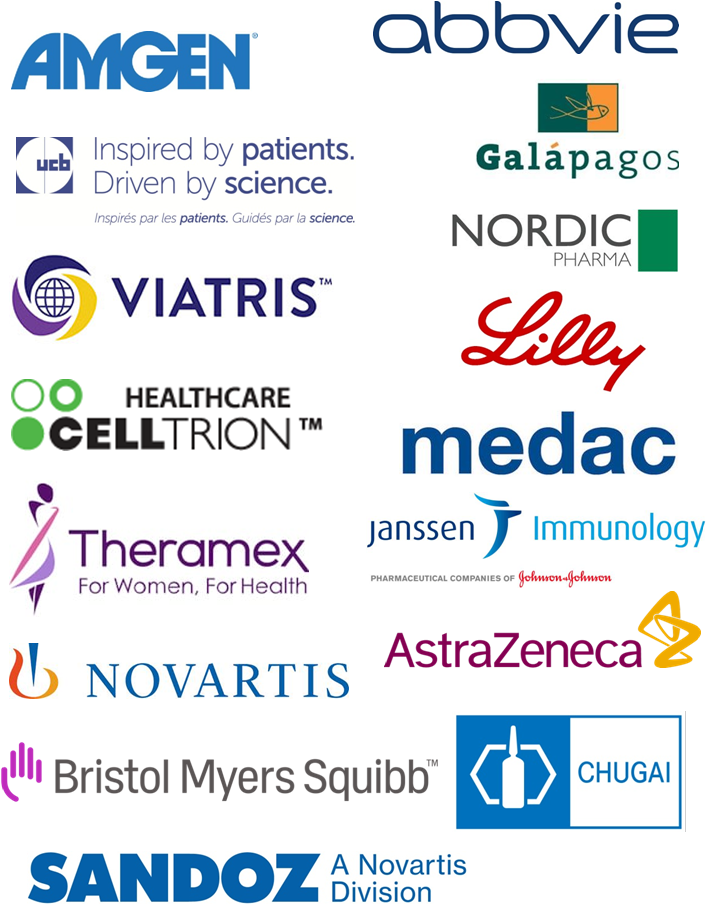 AMGEN®
abbvie
Galápagos
ucb
Inspired by patients.
Driven by science.
Inspirés par les patients. Guidés par la science.
NORDIC
PHARMA
VIATRIS™
Lilly
HEALTHCARE
CELLTRION™
medac
janssen Immunology
PHARMACEUTICAL COMPANIES OF Johnson & Johnson
Theramex
For Women, For Health
AstraZeneca
NOVARTIS
Bristol Myers Squibb™
CHUGAI
SANDOZ
A Novartis
Division